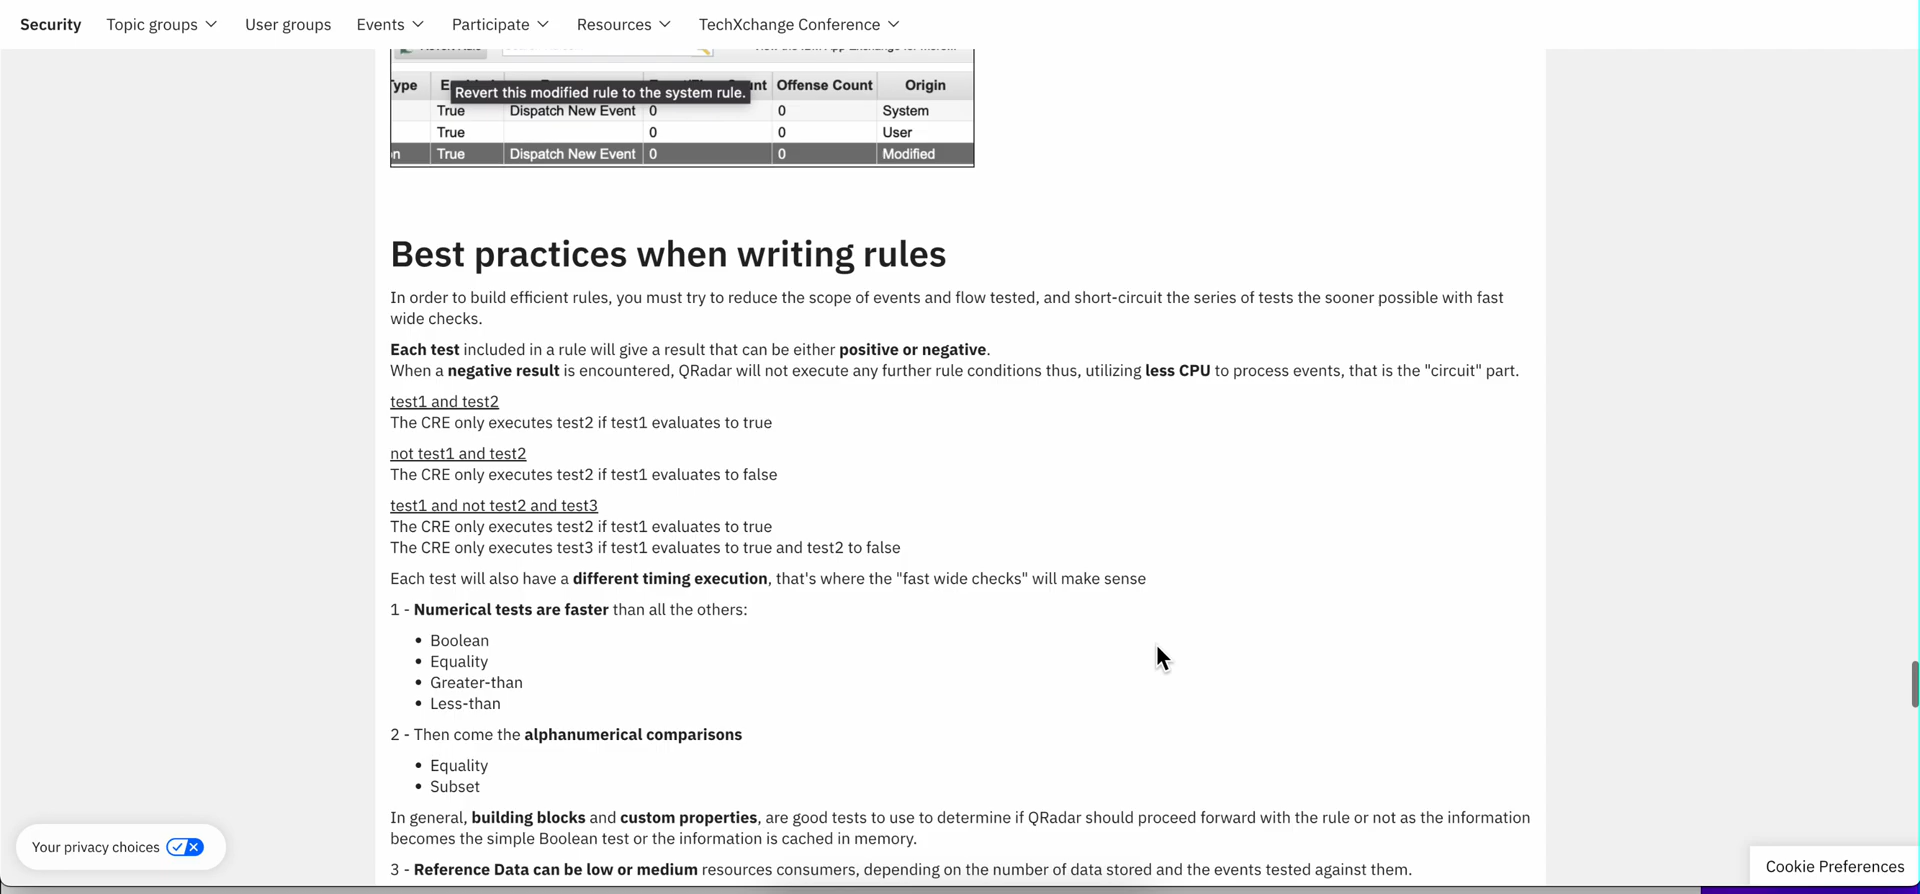 Security Topic groups User groups Events Participate Resources TechXchange Conference
Type Offense Count Origin
Revert this modified rule to the system rule.
True Dispatch New Event 0 0 System
True 0 0 User
n True Dispatch New Event 0 0 Modified
Best practices when writing rules
In order to build efficient rules, you must try to reduce the scope of events and flow tested, and short-circuit the series of tests the sooner possible with fast
wide checks.
Each test included in a rule will give a result that can be either positive or negative.
When a negative result is encountered, QRadar will not execute any further rule conditions thus, utilizing less CPU to process events, that is the "circuit" part.
test1 and test2
The CRE only executes test2 if test1 evaluates to true
not test1 and test2
The CRE only executes test2 if test1 evaluates to false
test1 and not test2 and test3
The CRE only executes test2 if test1 evaluates to true
The CRE only executes test3 if test1 evaluates to true and test2 to false
Each test will also have a different timing execution, that's where the "fast wide checks" will make sense
1 - Numerical tests are faster than all the others:
• Boolean
• Equality
• Greater-than
• Less-than
2 - Then come the alphanumerical comparisons
• Equality
• Subset
In general, building blocks and custom properties, are good tests to use to determine if QRadar should proceed forward with the rule or not as the information
becomes the simple Boolean test or the information is cached in memory.
3 - Reference Data can be low or medium resources consumers, depending on the number of data stored and the events tested against them.
Your privacy choices
Cookie Preferences